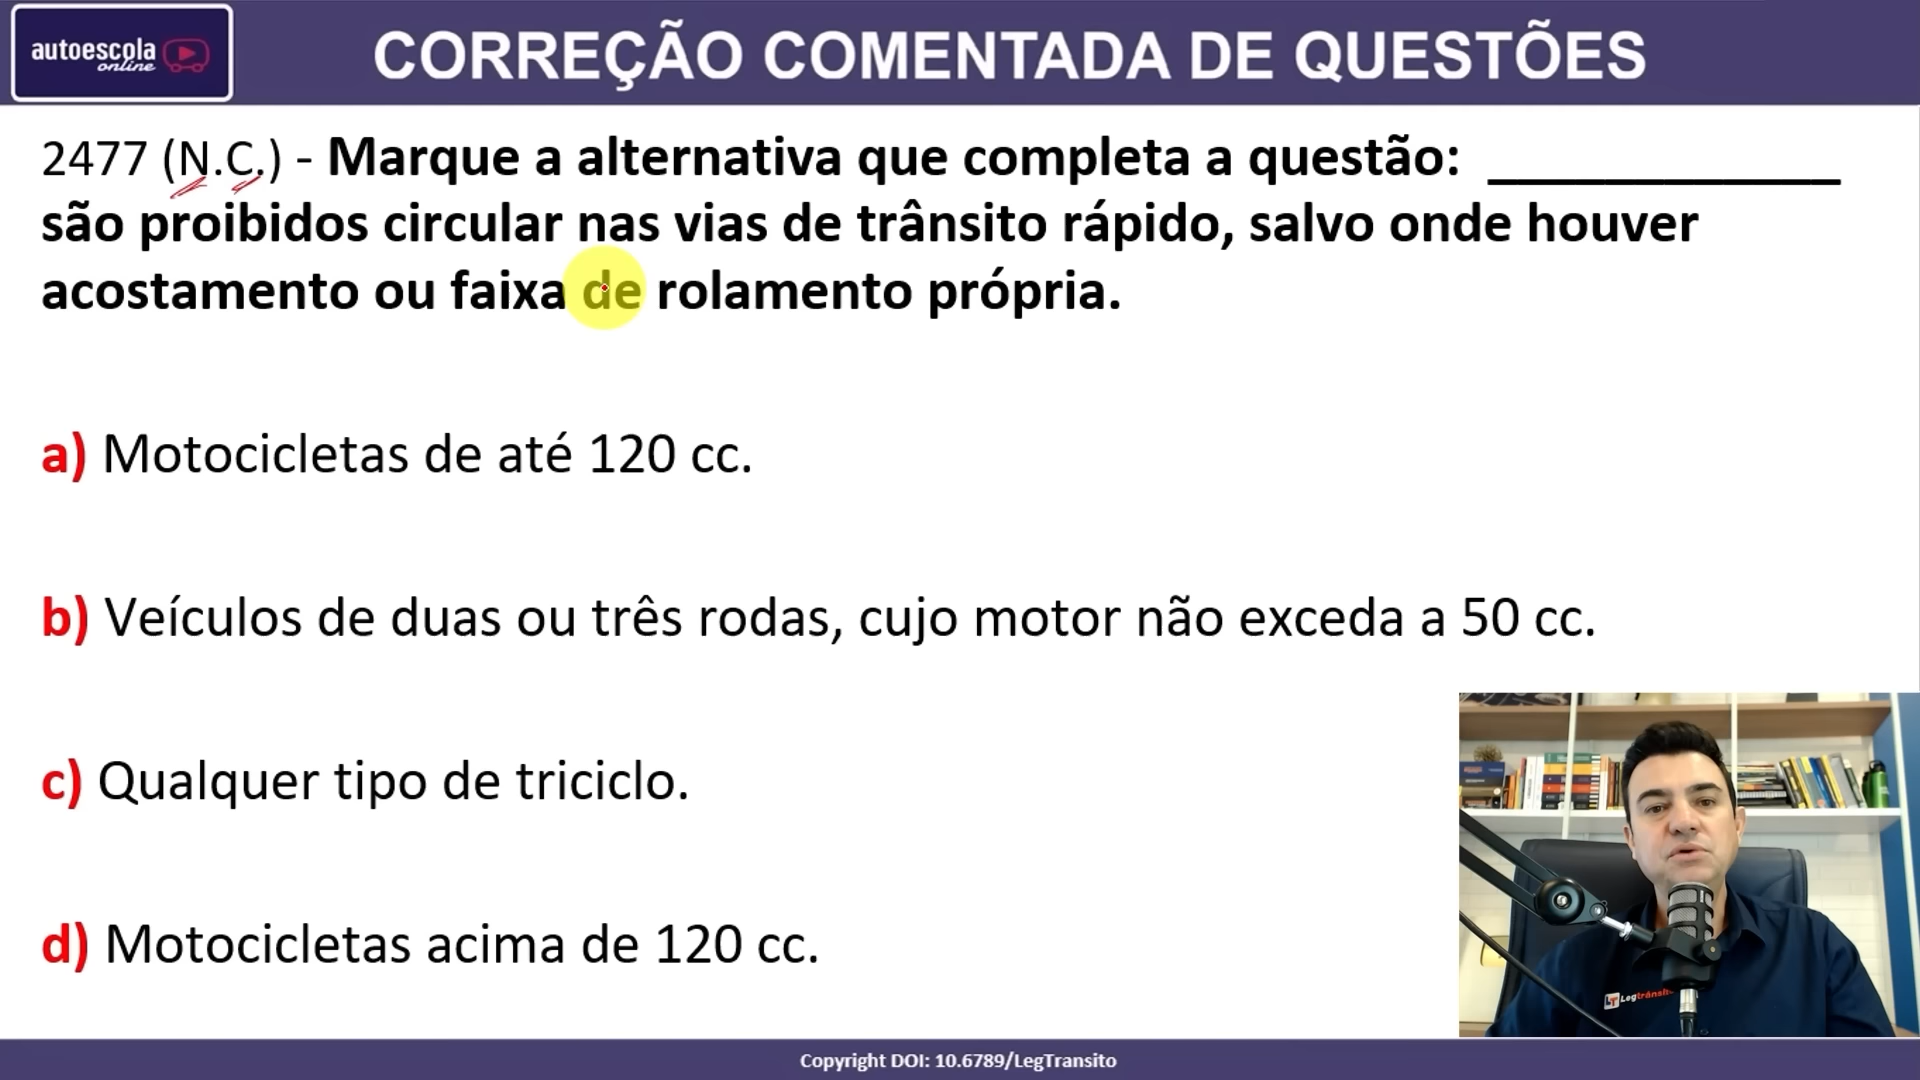 autoescola
online
CORREÇÃO COMENTADA DE QUESTÕES
2477 (N.C.) - Marque a alternativa que completa a questão: ____________
são proibidos circular nas vias de trânsito rápido, salvo onde houver
acostamento ou faixa de rolamento própria.
a) Motocicletas de até 120 cc.
b) Veículos de duas ou três rodas, cujo motor não exceda a 50 cc.
c) Qualquer tipo de triciclo.
d) Motocicletas acima de 120 cc.
LT Legtrânsito
Copyright DOI: 10.6789/LegTransito